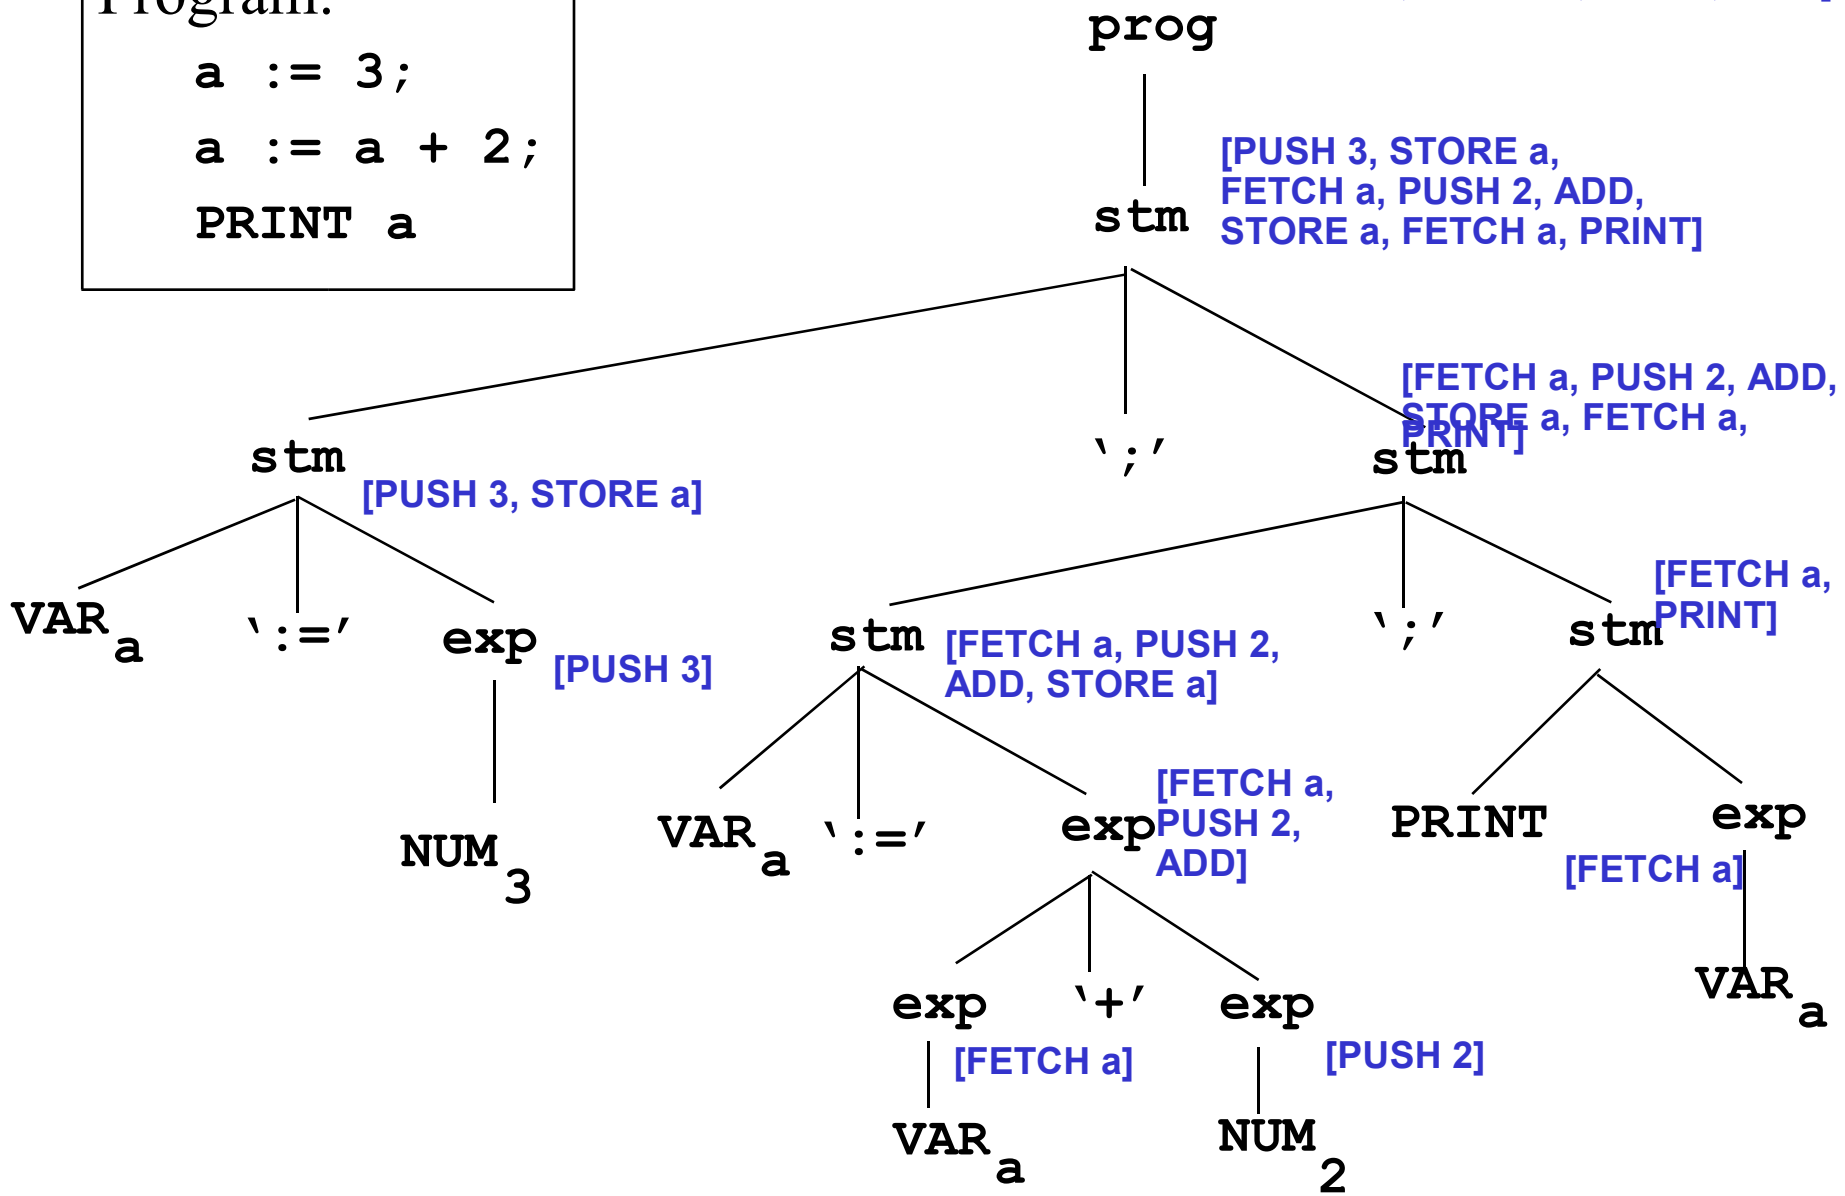 Program:
a := 3;
a := a + 2;
PRINT a
prog
[PUSH 3, STORE a,
FETCH a, PUSH 2, ADD,
STORE a, FETCH a, PRINT]
stm
[FETCH a, PUSH 2, ADD,
STORE a, FETCH a,
PRINT]
stm
‘;’
stm
[PUSH 3, STORE a]
[FETCH a,
PRINT]
VAR a
‘:=’
exp
[PUSH 3]
stm
[FETCH a, PUSH 2,
ADD, STORE a]
‘;’
stm
NUM 3
VAR a
‘:=’
exp
[FETCH a,
PUSH 2,
ADD]
PRINT
exp
[FETCH a]
exp
‘+’
exp
VAR a
[FETCH a]
[PUSH 2]
VAR a
NUM 2